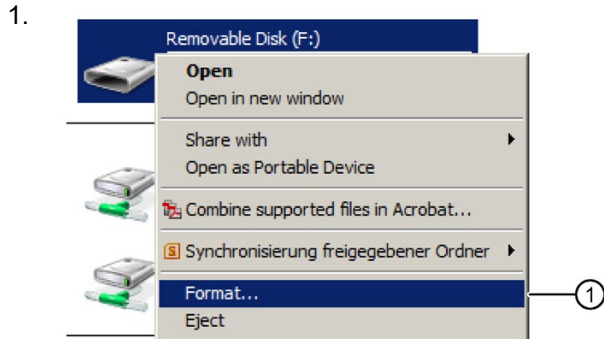 1.
Removable Disk (F:)
Open
Open in new window
Share with
Open as Portable Device
Combine supported files in Acrobat...
S Synchronisierung freigegebener Ordner
Format...
1
Eject